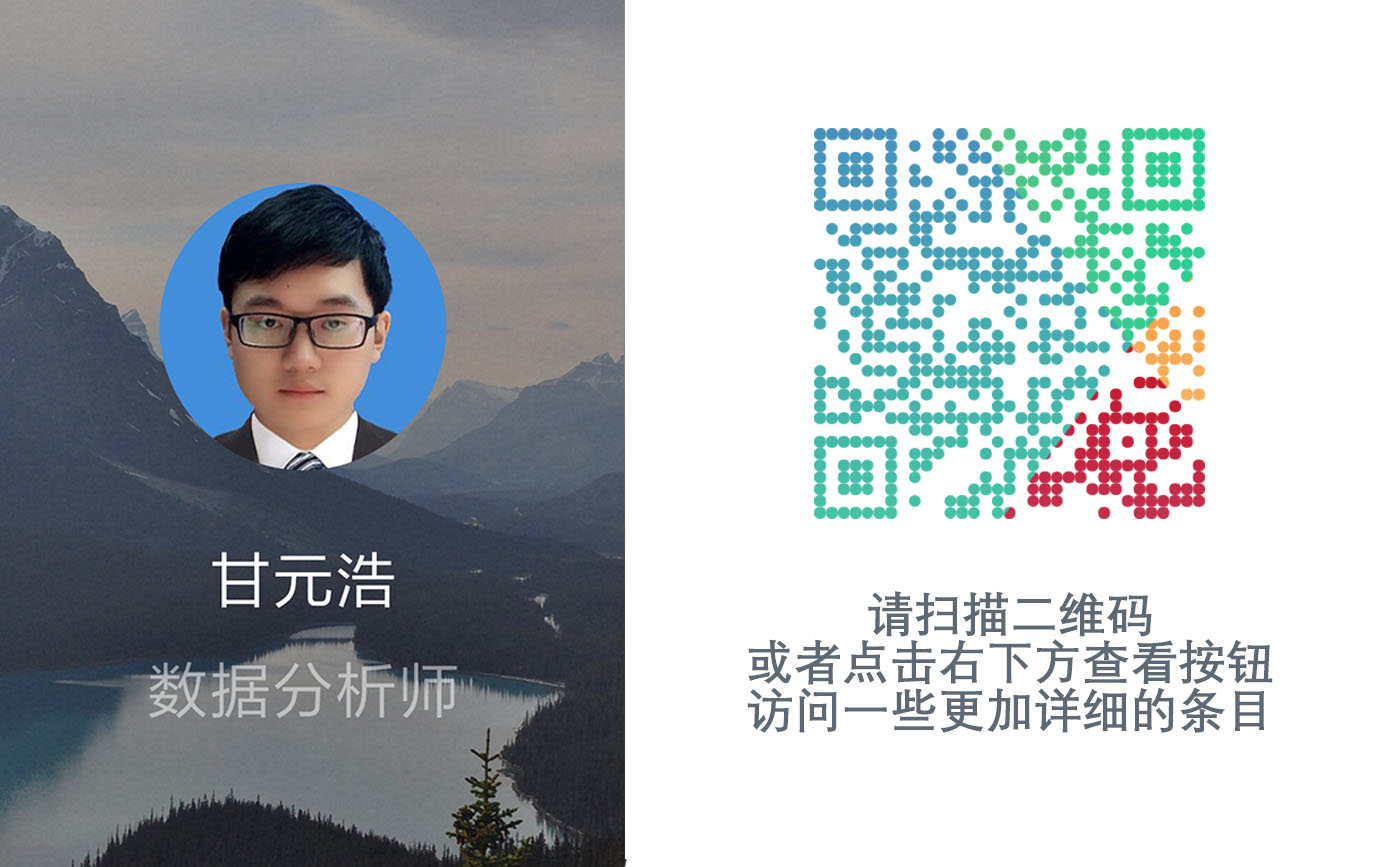 甘元浩
数据分析师
请扫描二维码
或者点击右下方查看按钮
访问一些更加详细的条目